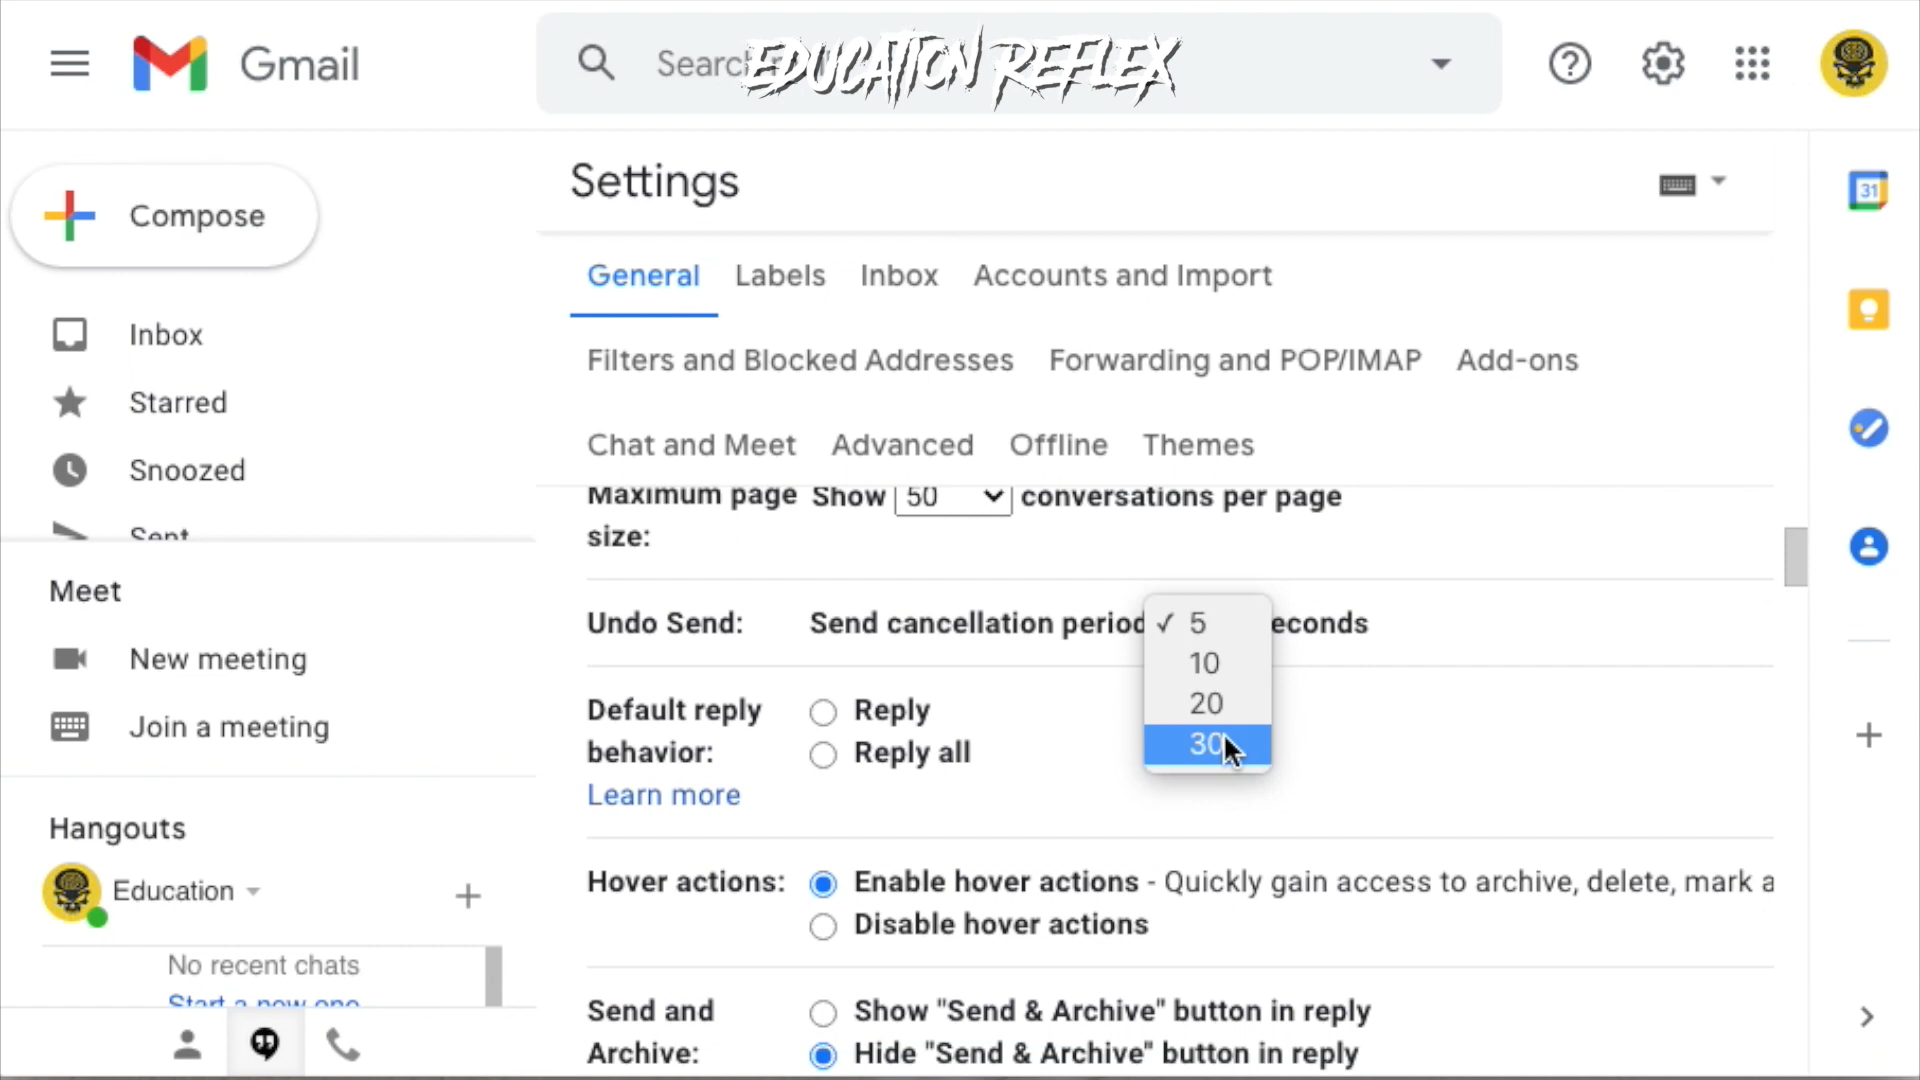 Gmail
Search
EDUCATION REFLEX
Compose
Inbox
Starred
Snoozed
Sent
Meet
New meeting
Join a meeting
Hangouts
Education
No recent chats
Start a new one
Settings
General Labels Inbox Accounts and Import
Filters and Blocked Addresses Forwarding and POP/IMAP Add-ons
Chat and Meet Advanced Offline Themes
Maximum page size: Show 50 conversations per page
Undo Send: Send cancellation period econds
✓ 5
10
20
30
Default reply behavior:
Reply
Reply all
Learn more
Hover actions:
Enable hover actions - Quickly gain access to archive, delete, mark a
Disable hover actions
Send and Archive:
Show "Send & Archive" button in reply
Hide "Send & Archive" button in reply
31